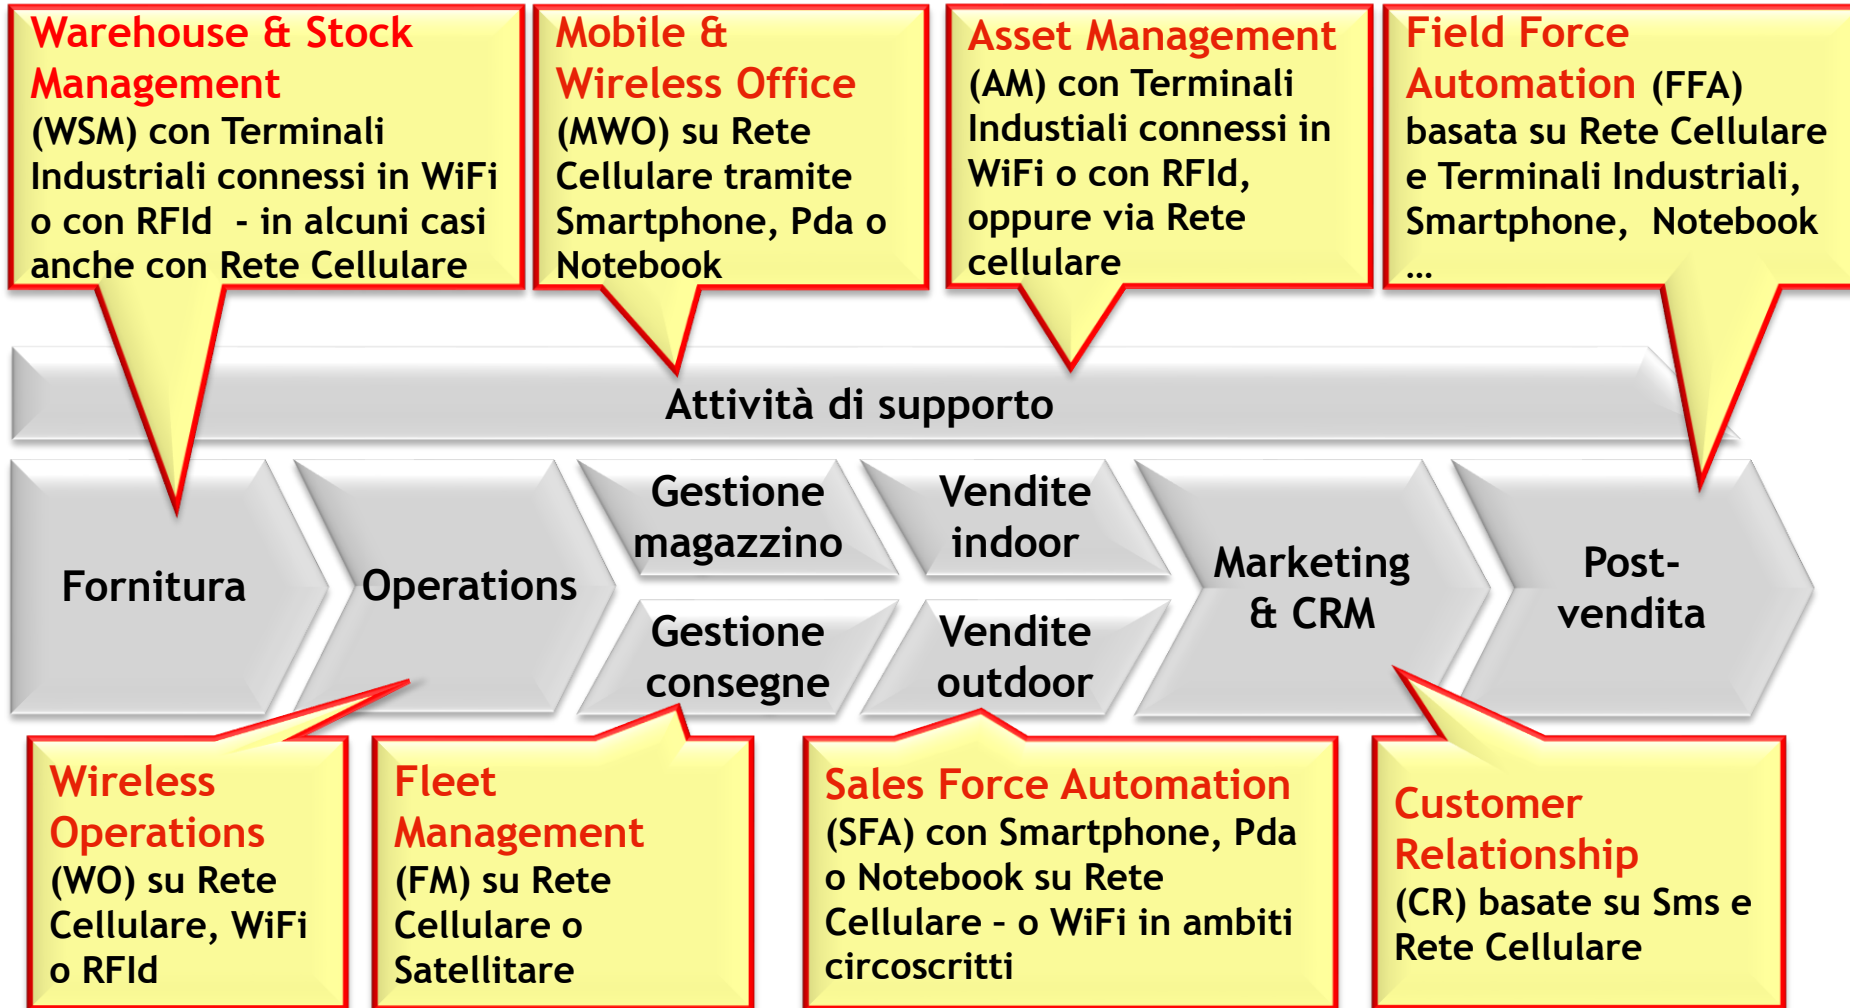 Warehouse & Stock
Management
(WSM) con Terminali
Industriali connessi in WiFi
o con RFId - in alcuni casi
anche con Rete Cellulare
Mobile &
Wireless Office
(MWO) su Rete
Cellulare tramite
Smartphone, Pda o
Notebook
Asset Management
(AM) con Terminali
Industiali connessi in
WiFi o con RFId,
oppure via Rete
cellulare
Field Force
Automation (FFA)
basata su Rete Cellulare
e Terminali Industriali,
Smartphone, Notebook
…
Attività di supporto
Fornitura
Operations
Gestione
magazzino
Gestione
consegne
Vendite
indoor
Vendite
outdoor
Marketing
& CRM
Post-
vendita
Wireless
Operations
(WO) su Rete
Cellulare, WiFi
o RFId
Fleet
Management
(FM) su Rete
Cellulare o
Satellitare
Sales Force Automation
(SFA) con Smartphone, Pda
o Notebook su Rete
Cellulare – o WiFi in ambiti
circoscritti
Customer
Relationship
(CR) basate su Sms e
Rete Cellulare